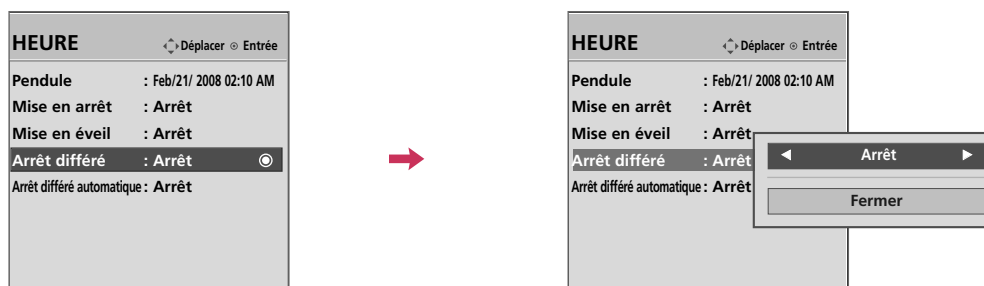 HEURE Déplacer Entrée
Pendule : Feb/21/ 2008 02:10 AM
Mise en arrêt : Arrêt
Mise en éveil : Arrêt
Arrêt différé : Arrêt
Arrêt différé automatique : Arrêt
HEURE Déplacer Entrée
Pendule : Feb/21/ 2008 02:10 AM
Mise en arrêt : Arrêt
Mise en éveil : Arrêt
Arrêt différé : Arrêt
Arrêt différé automatique : Arrêt
◀ Arrêt ▶
Fermer